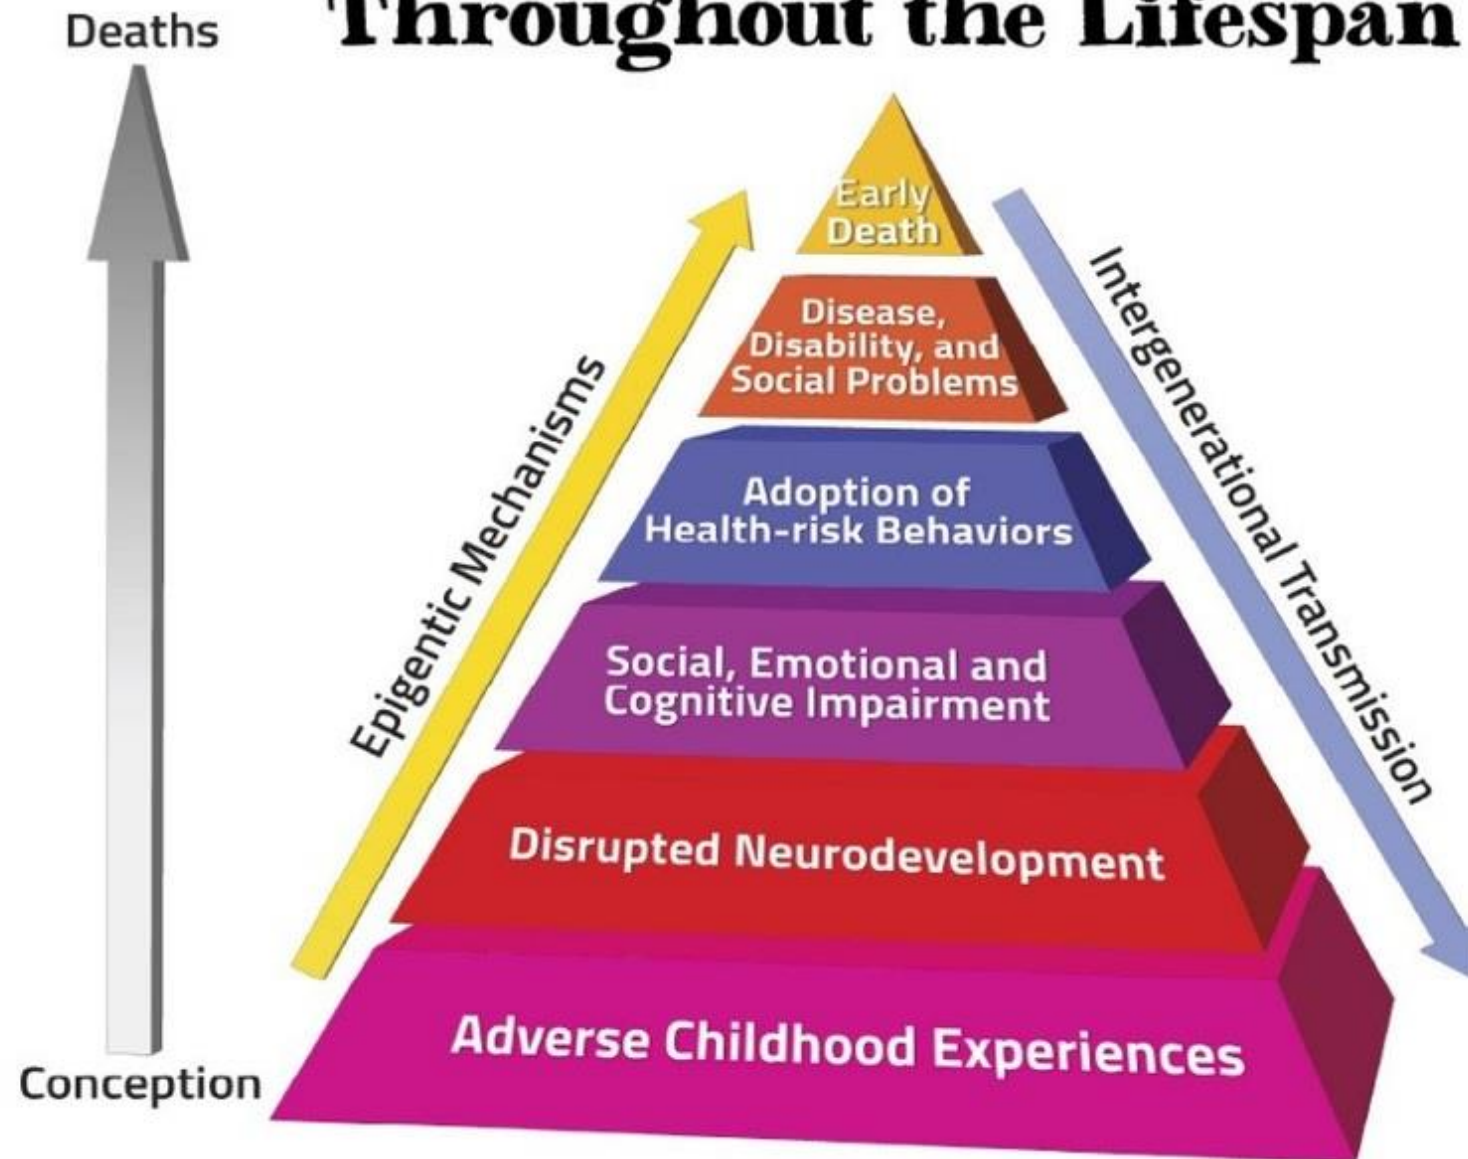 Throughout the Lifespan
Deaths
Early
Death
Disease,
Disability, and
Social Problems
Adoption of
Health-risk Behaviors
Social, Emotional and
Cognitive Impairment
Disrupted Neurodevelopment
Adverse Childhood Experiences
Conception
Epigentic Mechanisms
Intergenerational Transmission